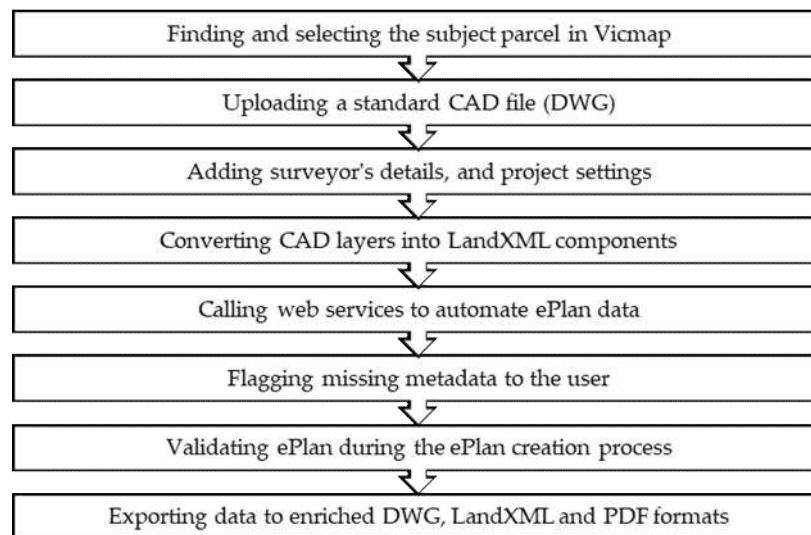 Finding and selecting the subject parcel in Vicmap
Uploading a standard CAD file (DWG)
Adding surveyor's details, and project settings
Converting CAD layers into LandXML components
Calling web services to automate ePlan data
Flagging missing metadata to the user
Validating ePlan during the ePlan creation process
Exporting data to enriched DWG, LandXML and PDF formats